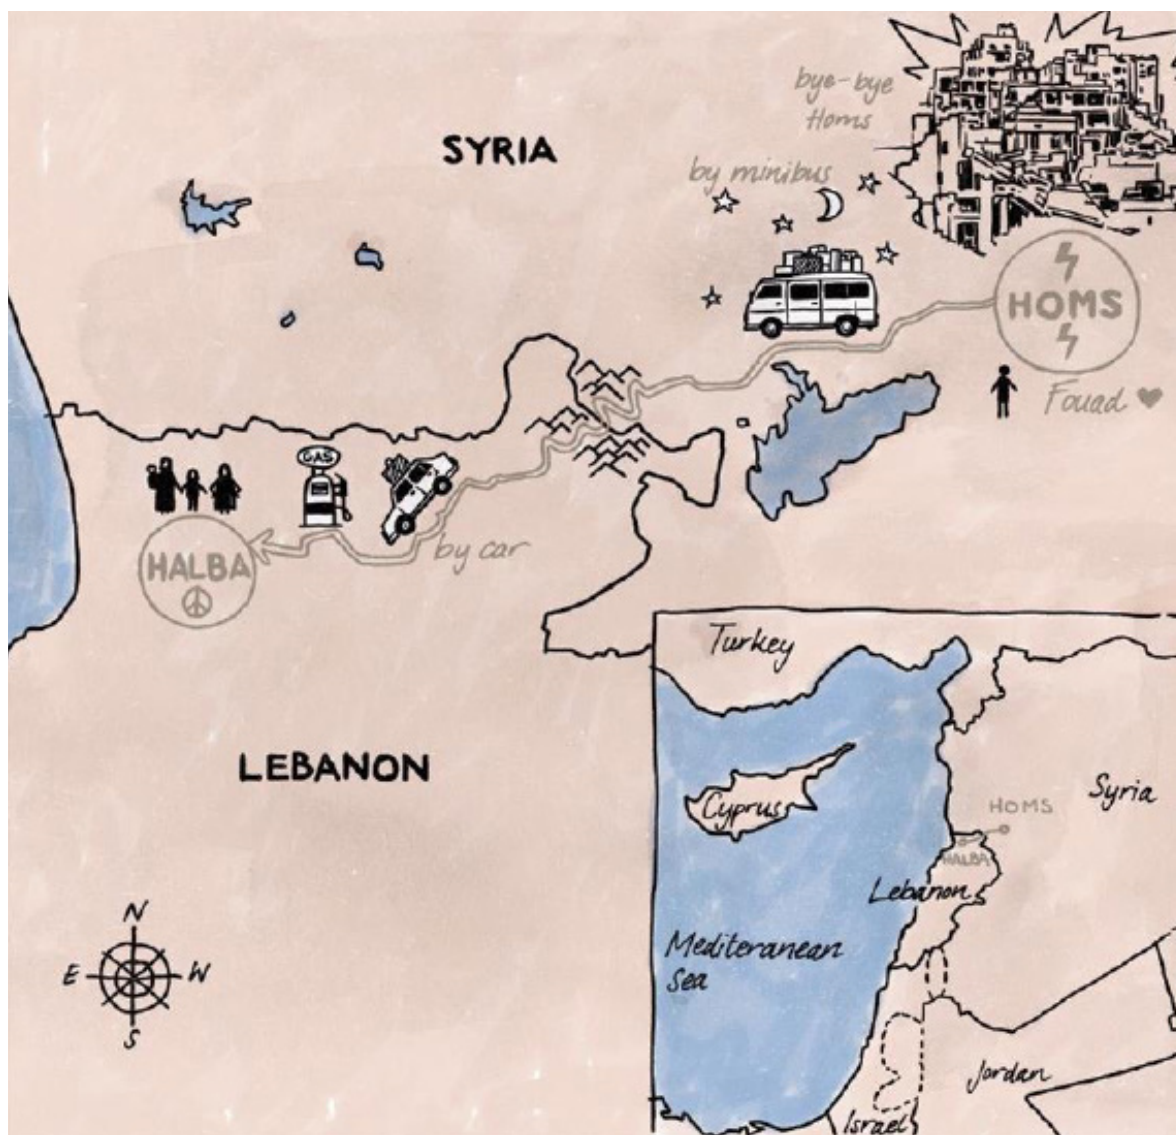 bye-bye
Homs
SYRIA
by minibus
HOMS
Fouad
GAS
by car
HALBA
LEBANON
N
E W
S
Turkey
Cyprus
Syria
HOMS
HALBA
Lebanon
Mediteranean
Sea
Jordan
Israel